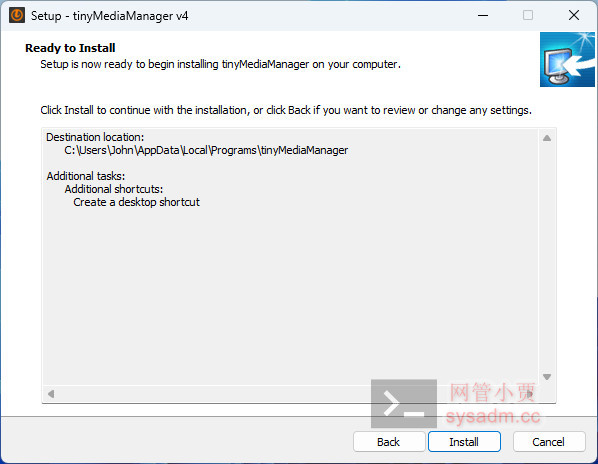 Setup - tinyMediaManager v4
Ready to Install
Setup is now ready to begin installing tinyMediaManager on your computer.
Click Install to continue with the installation, or click Back if you want to review or change any settings.
Destination location:
C:\Users\John\AppData\Local\Programs\tinyMediaManager
Additional tasks:
Additional shortcuts:
Create a desktop shortcut
网管小贾
sysadm.cc
Back
Install
Cancel